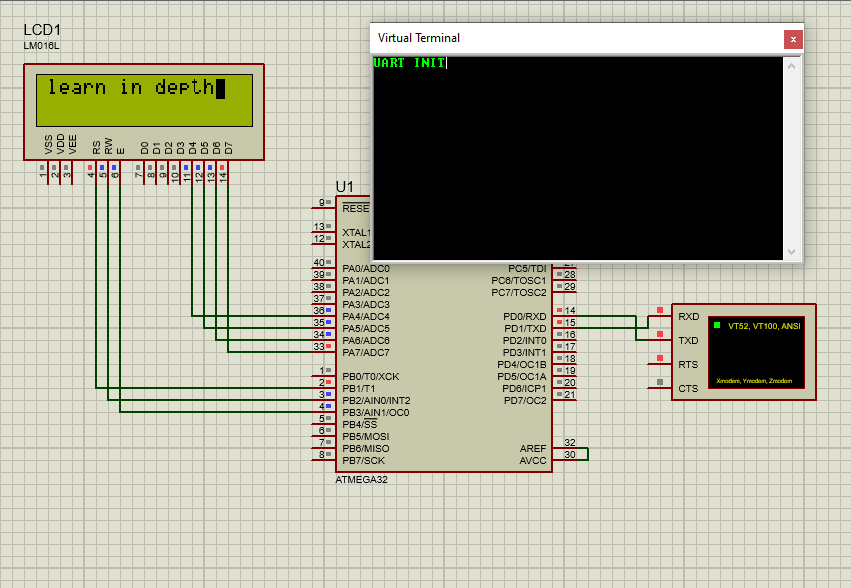 LCD1
LM016L
learn in depth
VSS
VDD
VEE
RS
RW
E
D0
D1
D2
D3
D4
D5
D6
D7
1
2
3
4
5
6
7
8
9
10
11
12
13
14
Virtual Terminal
x
UART INIT
U1
9 RESE
13 XTAL1
12 XTAL2
40 PA0/ADC0
39 PA1/ADC1
38 PA2/ADC2
37 PA3/ADC3
36 PA4/ADC4
35 PA5/ADC5
34 PA6/ADC6
33 PA7/ADC7
1 PB0/T0/XCK
2 PB1/T1
3 PB2/AIN0/INT2
4 PB3/AIN1/OC0
5 PB4/SS
6 PB5/MOSI
7 PB6/MISO
8 PB7/SCK
PC5/TDI
PC6/TOSC1 28
PC7/TOSC2 29
PD0/RXD 14
PD1/TXD 15
PD2/INT0 16
PD3/INT1 17
PD4/OC1B 18
PD5/OC1A 19
PD6/ICP1 20
PD7/OC2 21
AREF 32
AVCC 30
ATMEGA32
RXD
TXD
RTS
CTS
VT52, VT100, ANSI
Xmodem, Ymodem, Zmodem